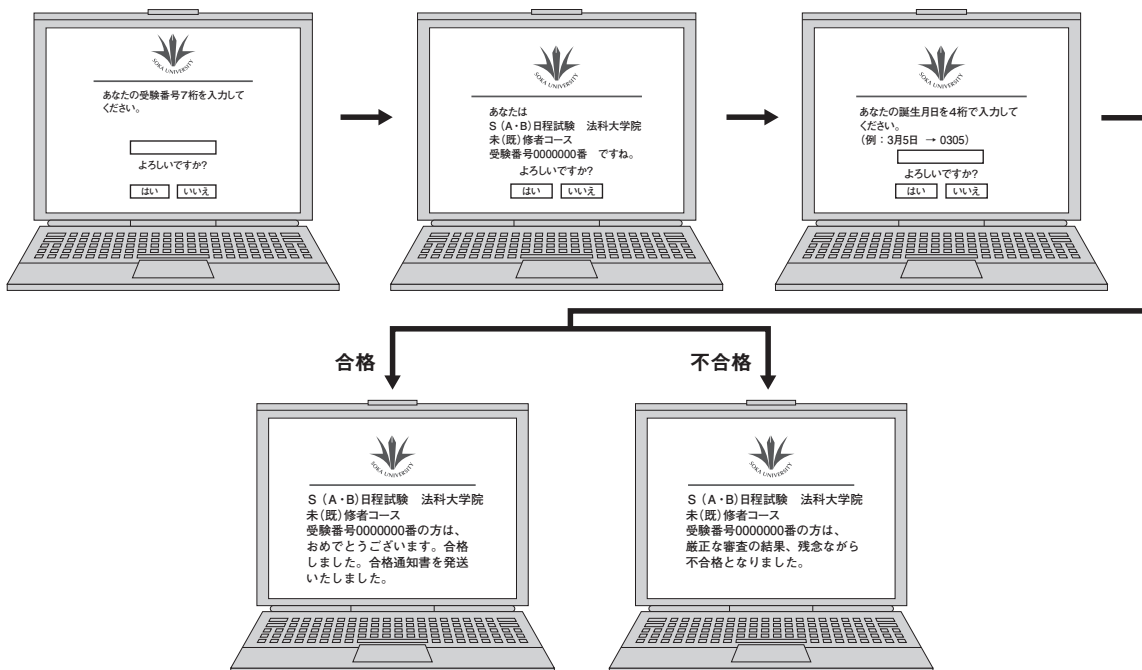 SOKA UNIVERSITY
あなたの受験番号7桁を入力して
ください。
よろしいですか?
はい いいえ
SOKA UNIVERSITY
あなたは
S(A・B)日程試験 法科大学院
未(既)修者コース
受験番号0000000番 ですね。
よろしいですか?
はい いいえ
SOKA UNIVERSITY
あなたの誕生月日を4桁で入力して
ください。
(例:3月5日 → 0305)
よろしいですか?
はい いいえ
合格
不合格
SOKA UNIVERSITY
S(A・B)日程試験 法科大学院
未(既)修者コース
受験番号0000000番の方は、
おめでとうございます。合格
しました。合格通知書を発送
いたしました。
SOKA UNIVERSITY
S(A・B)日程試験 法科大学院
未(既)修者コース
受験番号0000000番の方は、
厳正な審査の結果、残念ながら
不合格となりました。